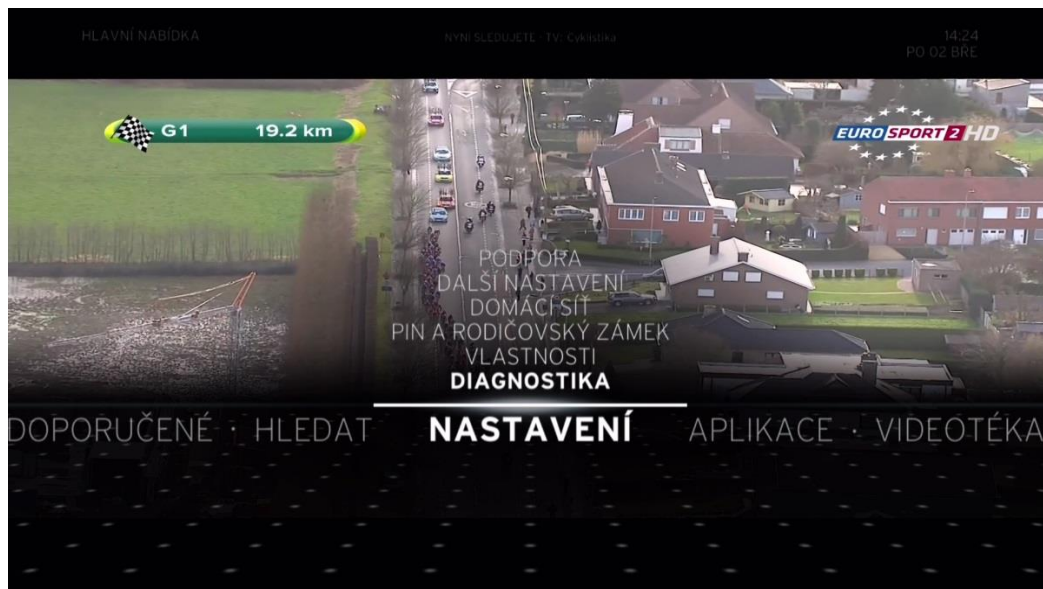 HLAVNÍ NABÍDKA
NYNÍ SLEDUJETE · TV: Cyklistika
14:24
PO 02 BŘE
G1 19.2 km
EUROSPORT 2 HD
PODPORA
DALŠÍ NASTAVENÍ
DOMÁCÍ SÍŤ
PIN A RODIČOVSKÝ ZÁMEK
VLASTNOSTI
DIAGNOSTIKA
DOPORUČENÉ · HLEDAT NASTAVENÍ APLIKACE · VIDEOTÉKA